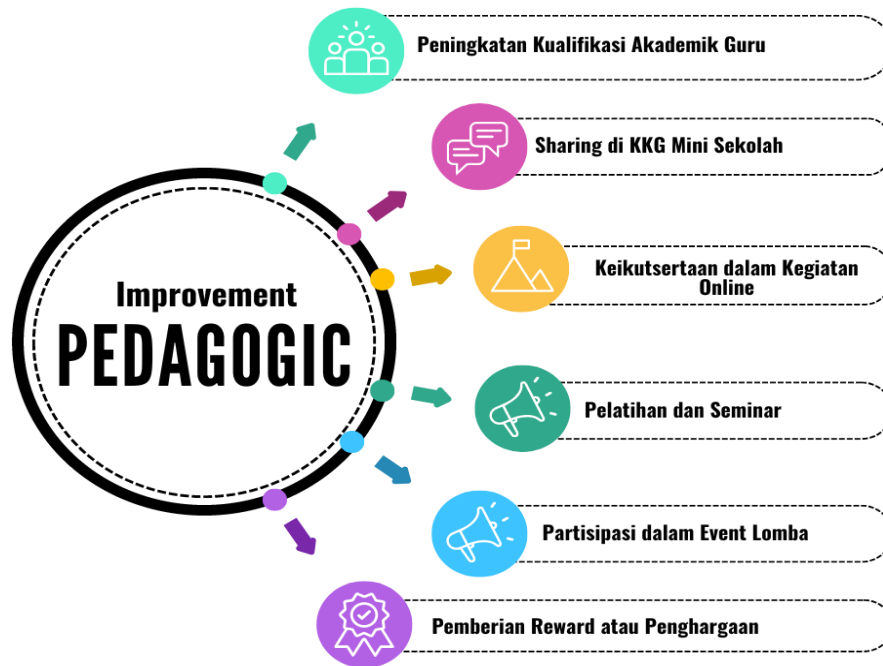 Peningkatan Kualifikasi Akademik Guru
Sharing di KKG Mini Sekolah
Keikutsertaan dalam Kegiatan
Online
Improvement
PEDAGOGIC
Pelatihan dan Seminar
Partisipasi dalam Event Lomba
Pemberian Reward atau Penghargaan